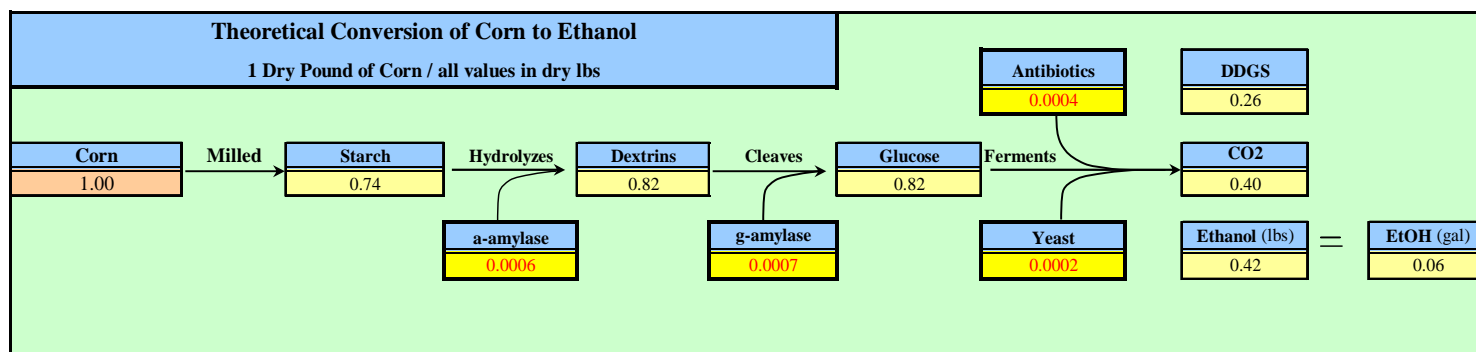 Theoretical Conversion of Corn to Ethanol
1 Dry Pound of Corn / all values in dry lbs
Antibiotics
0.0004
DDGS
0.26
Corn
1.00
Milled
Starch
0.74
Hydrolyzes
Dextrins
0.82
Cleaves
Glucose
0.82
Ferments
CO2
0.40
a-amylase
0.0006
g-amylase
0.0007
Yeast
0.0002
Ethanol (lbs)
0.42
=
EtOH (gal)
0.06